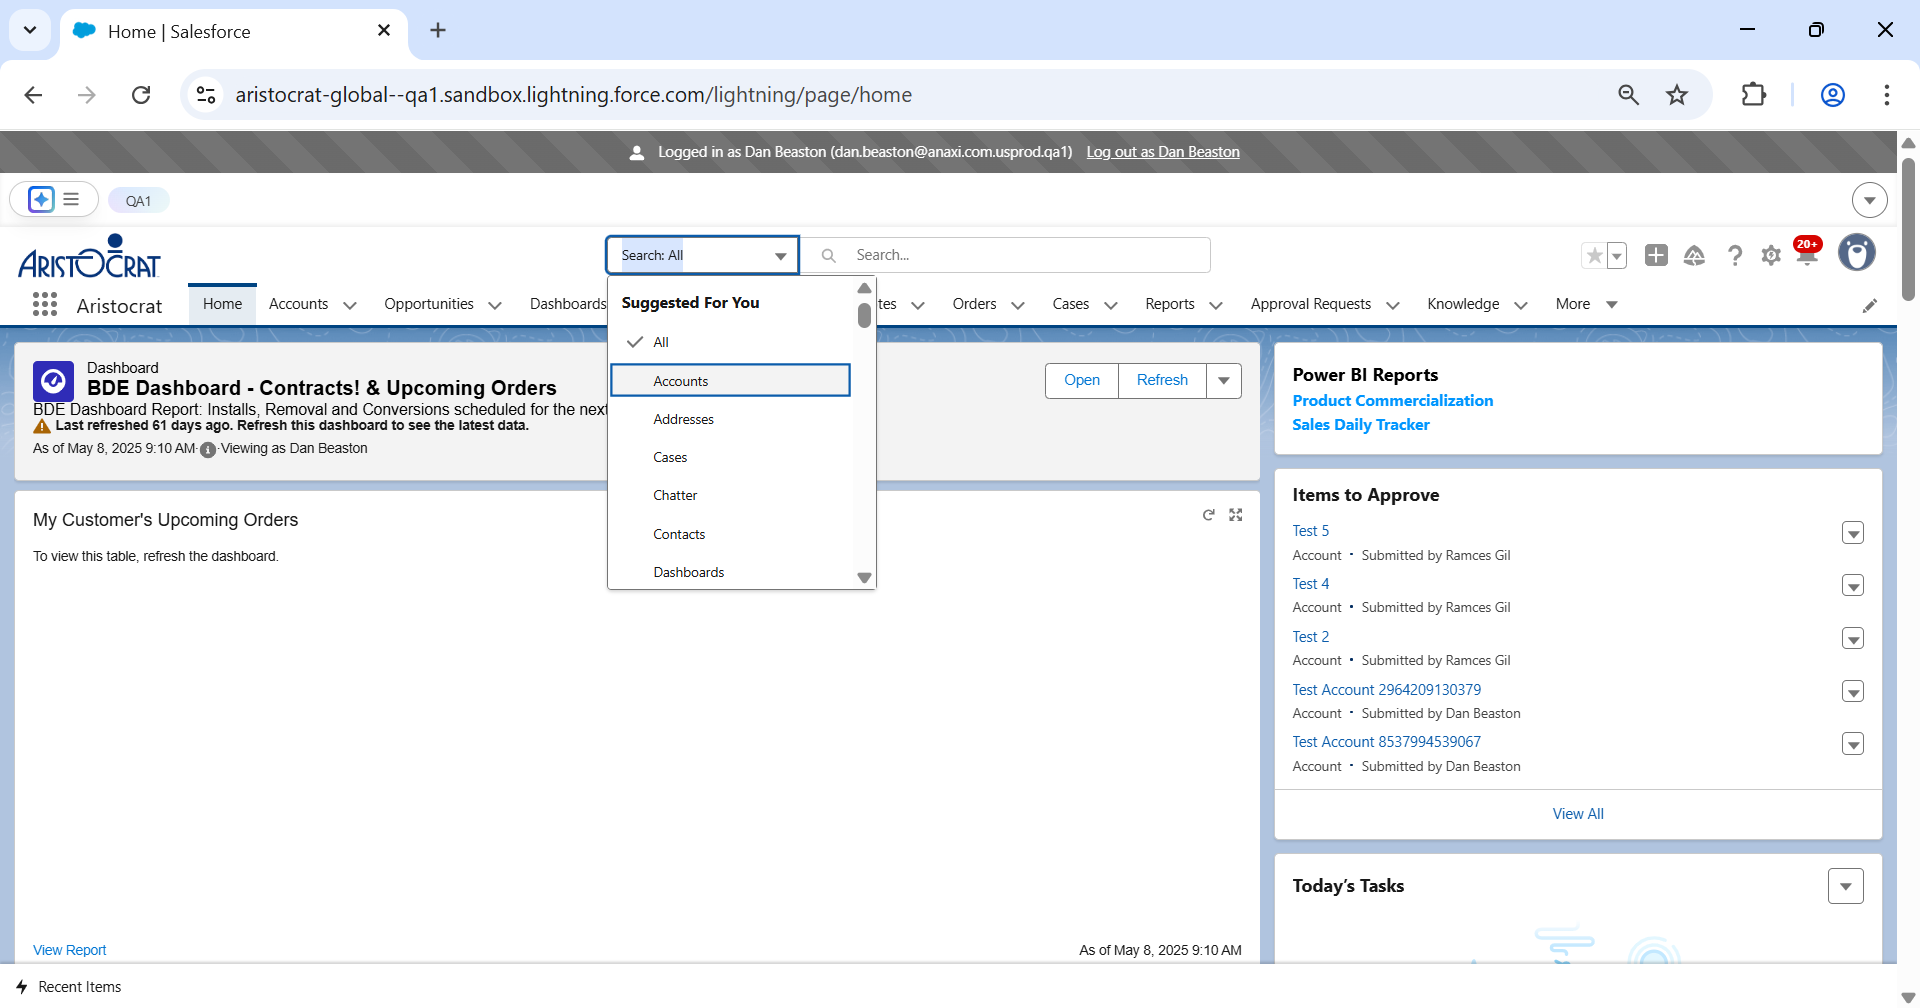 Home | Salesforce
aristocrat-global--qa1.sandbox.lightning.force.com/lightning/page/home
Logged in as Dan Beaston (dan.beaston@anaxi.com.usprod.qa1) Log out as Dan Beaston
QA1
ARISTOCRAT
Search: All
Search...
20+
Aristocrat
Home
Accounts
Opportunities
Dashboards
tes
Orders
Cases
Reports
Approval Requests
Knowledge
More
Suggested For You
All
Accounts
Addresses
Cases
Chatter
Contacts
Dashboards
Dashboard
BDE Dashboard - Contracts! & Upcoming Orders
BDE Dashboard Report: Installs, Removal and Conversions scheduled for the next
Last refreshed 61 days ago. Refresh this dashboard to see the latest data.
As of May 8, 2025 9:10 AM·Viewing as Dan Beaston
Open
Refresh
My Customer's Upcoming Orders
To view this table, refresh the dashboard.
View Report
As of May 8, 2025 9:10 AM
Power BI Reports
Product Commercialization
Sales Daily Tracker
Items to Approve
Test 5
Account • Submitted by Ramces Gil
Test 4
Account • Submitted by Ramces Gil
Test 2
Account • Submitted by Ramces Gil
Test Account 2964209130379
Account • Submitted by Dan Beaston
Test Account 8537994539067
Account • Submitted by Dan Beaston
View All
Today’s Tasks
Recent Items